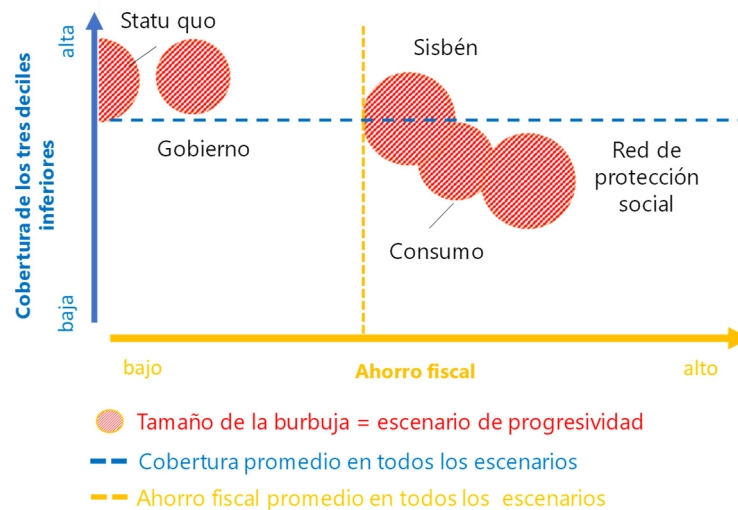 Statu quo
alta
Sisbén
Cobertura de los tres deciles
inferiores
Gobierno
Red de
protección
social
Consumo
baja
bajo
Ahorro fiscal
alto
Tamaño de la burbuja = escenario de progresividad
Cobertura promedio en todos los escenarios
Ahorro fiscal promedio en todos los escenarios